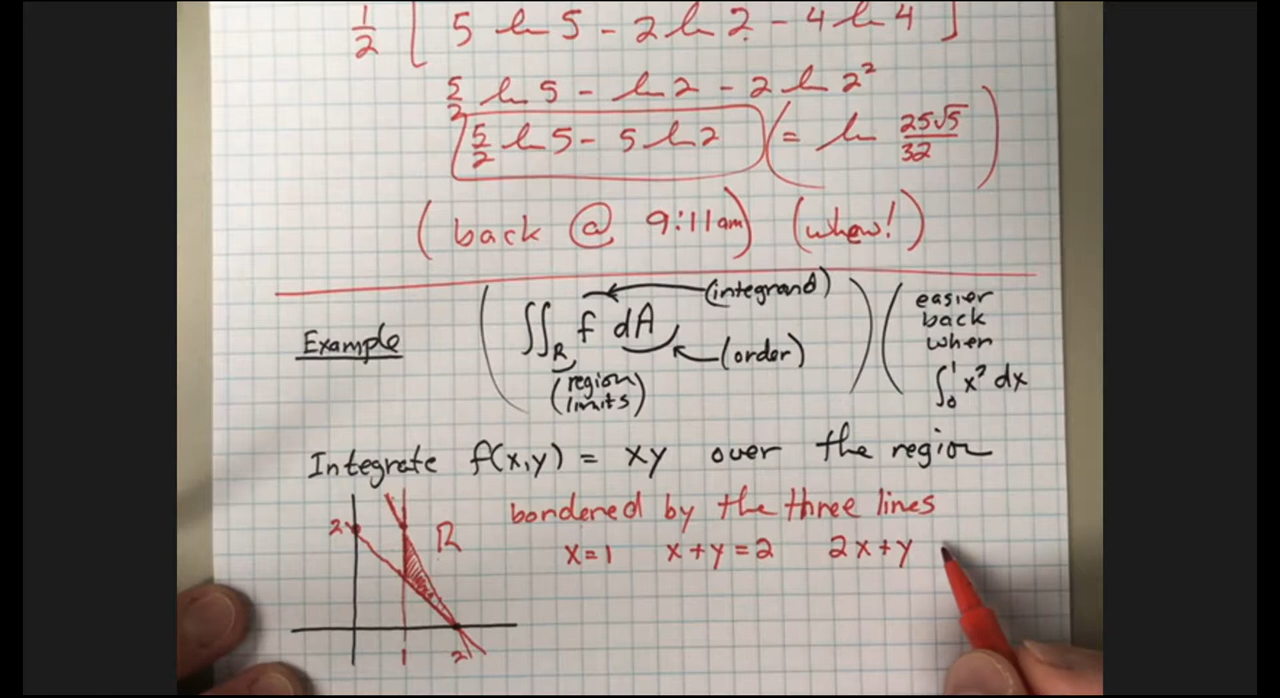 1/2 [ 5 ln 5 - 2 ln 2 - 4 ln 4 ]
5/2 ln 5 - ln 2 - 2 ln 2²
5/2 ln 5 - 5 ln 2 ( = ln 25√5/32 )
( back @ 9:11am ) ( whew! )
Example ( ∬_R f dA ) (integrand) (order) (region limits) ( easier back when ∫₀¹ x² dx
Integrate f(x,y) = xy over the region
bordered by the three lines
x=1 x+y=2 2x+y
2 R
1 2